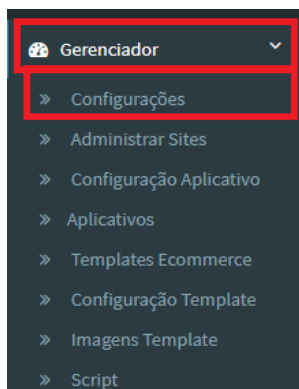 Gerenciador
» Configurações
» Administrar Sites
» Configuração Aplicativo
» Aplicativos
» Templates Ecommerce
» Configuração Template
» Imagens Template
» Script